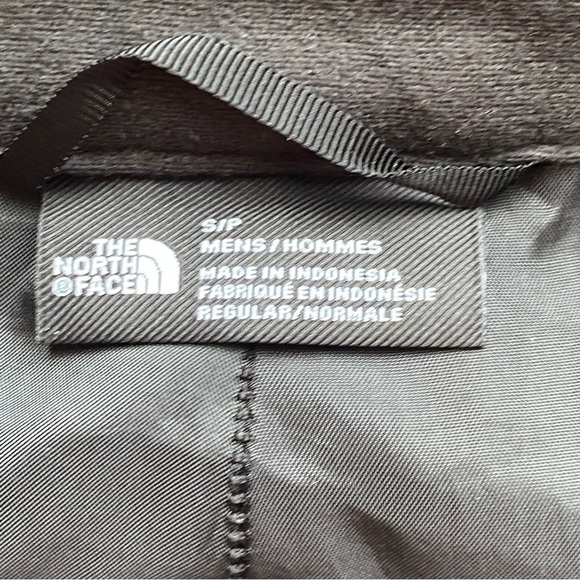 THE
NORTH
® FACE
S/P
MENS / HOMMES
MADE IN INDONESIA
FABRIQUÉ EN INDONÉSIE
REGULAR/NORMALE